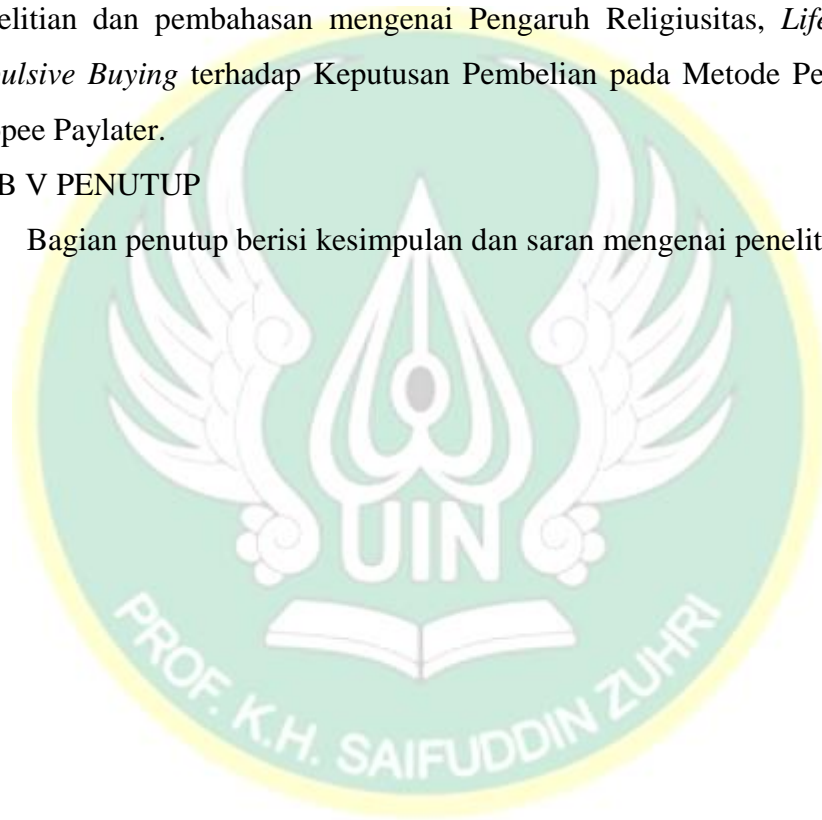 elitian dan pembahasan mengenai Pengaruh Religiusitas, Life
pulsive Buying terhadap Keputusan Pembelian pada Metode Pe
pee Paylater.
B V PENUTUP
Bagian penutup berisi kesimpulan dan saran mengenai penelit
UIN
PROF. K.H. SAIFUDDIN ZUHRI